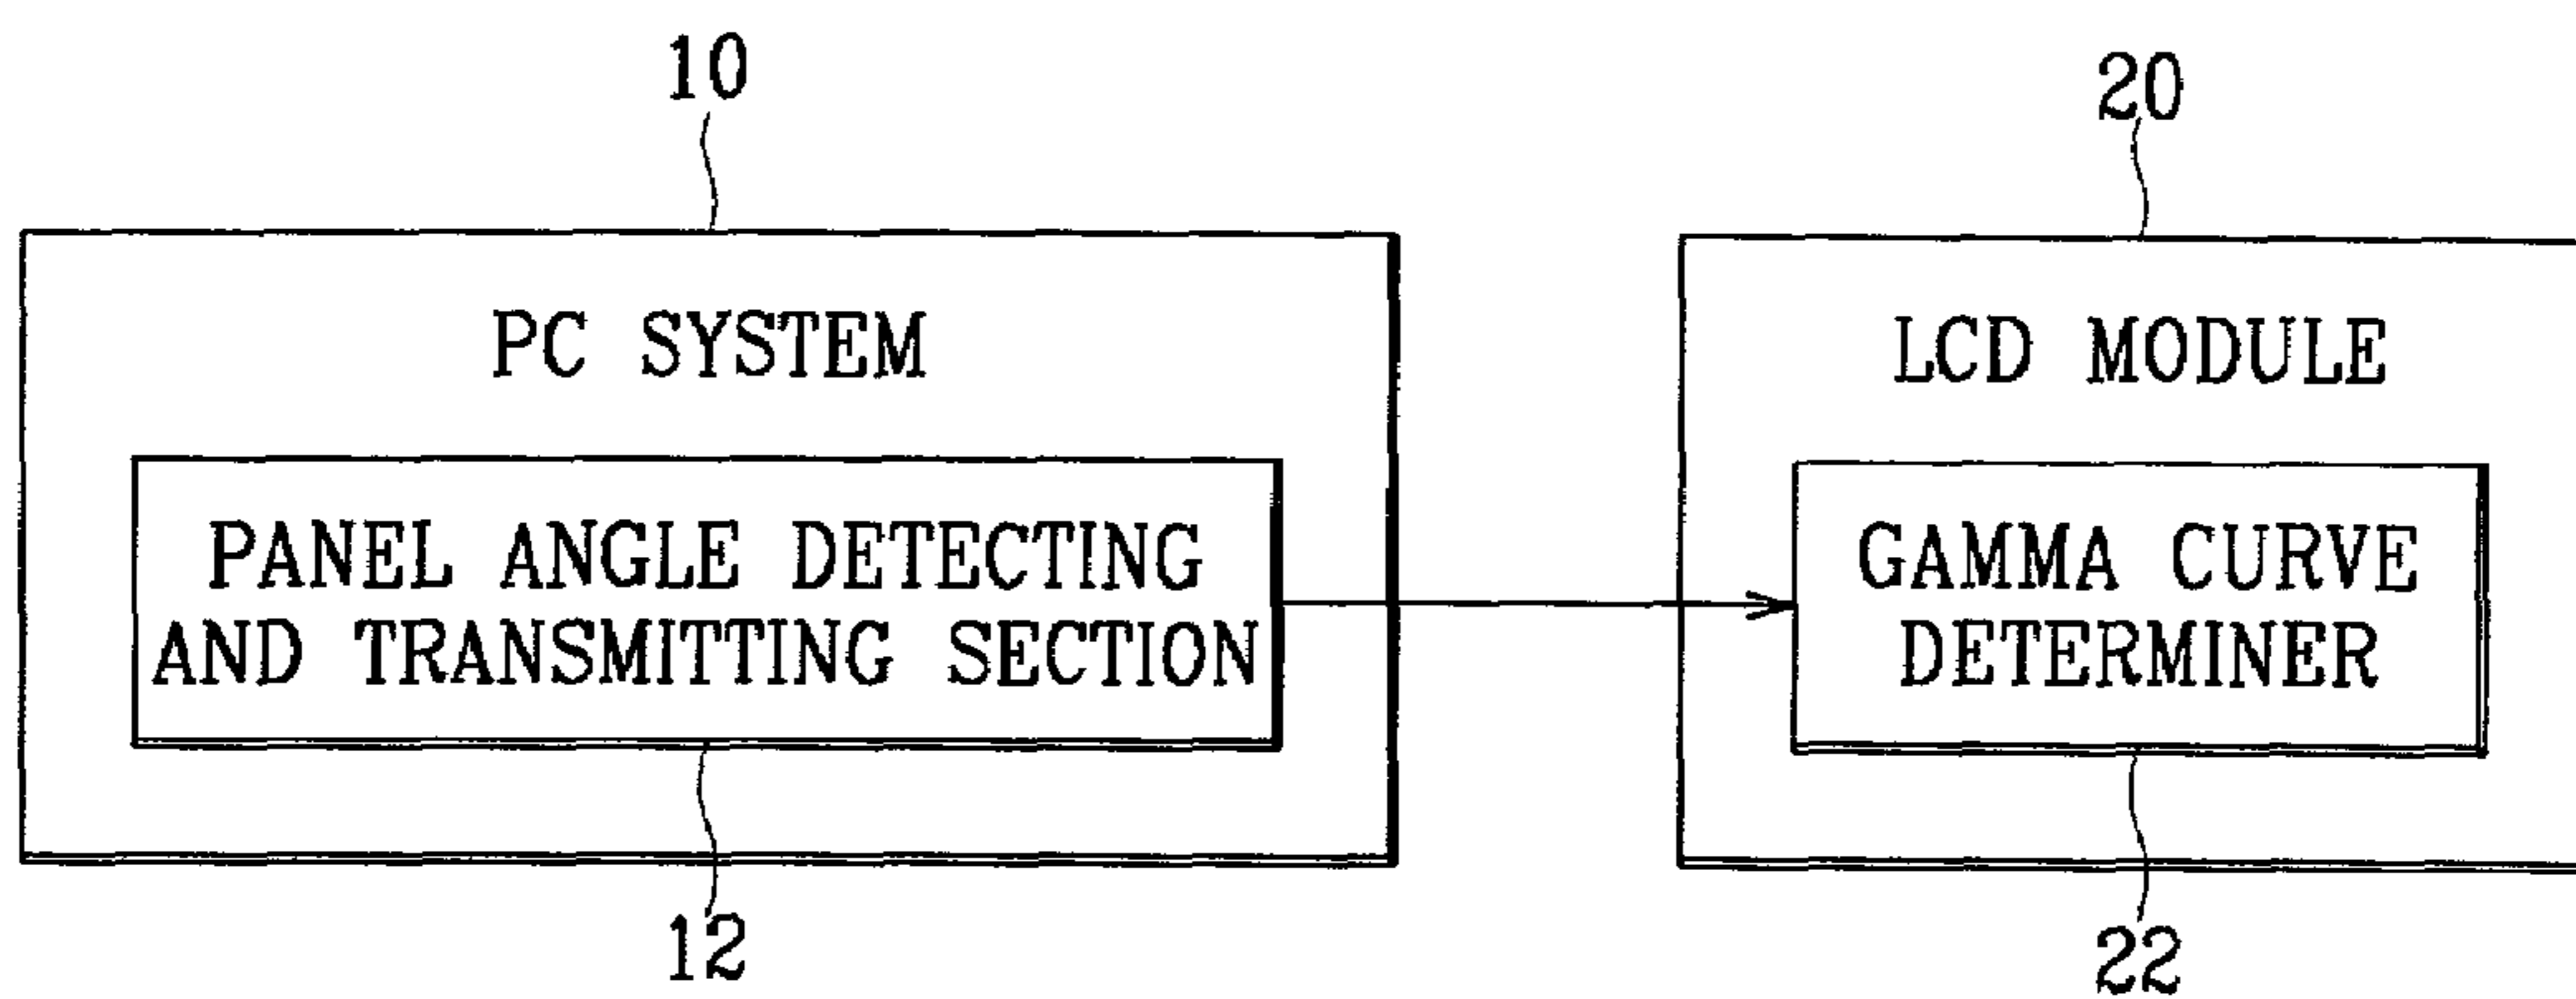 10
20
PC SYSTEM
LCD MODULE
PANEL ANGLE DETECTING
AND TRANSMITTING SECTION
GAMMA CURVE
DETERMINER
12
22